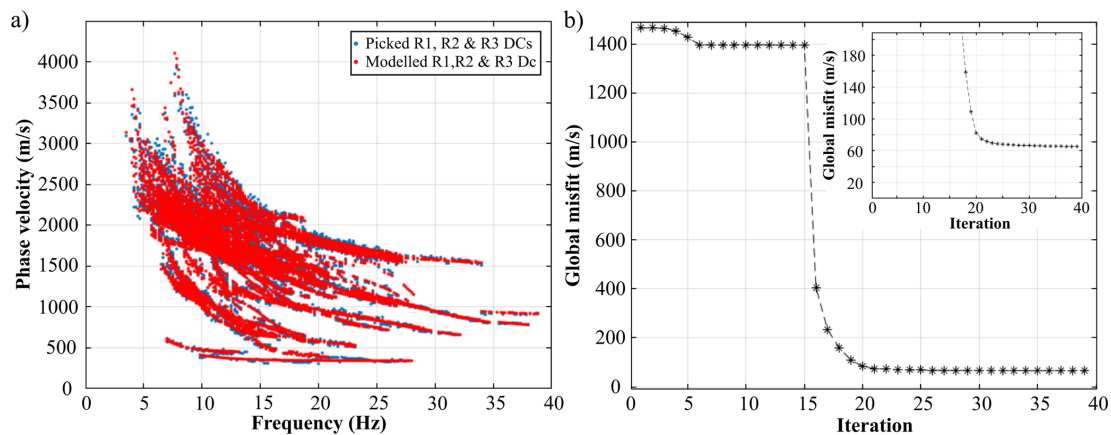 a)
Phase velocity (m/s)
4000
3500
3000
2500
2000
1500
1000
500
0
0 5 10 15 20 25 30 35 40
Frequency (Hz)
Picked R1, R2 & R3 DCs
Modelled R1,R2 & R3 Dc
b)
Global misfit (m/s)
1400
1200
1000
800
600
400
200
0
0 5 10 15 20 25 30 35 40
Iteration
Global misfit (m/s)
180
140
100
60
20
0 10 20 30 40
Iteration